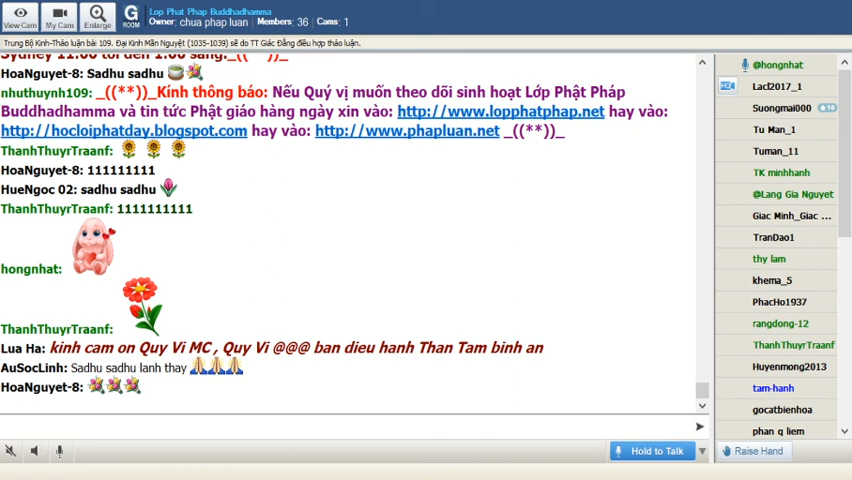 Lop Phat Phap Buddhadhamma
Owner: chua phap luan Members: 36 Cams: 1
View Cam My Cam Enlarge G ROOM
Trung Bộ Kinh-Thảo luận bài 109. Đại Kinh Mãn Nguyệt (1035-1039) sẽ do TT Giác Đẳng điều hợp thảo luận.
Sydney 11:00 tối đến 1:00 sáng._((**))_
HoaNguyet-8: Sadhu sadhu
nhuthuynh109: _((**))_Kính thông báo: Nếu Quý vị muốn theo dõi sinh hoạt Lớp Phật Pháp
Buddhadhamma và tin tức Phật giáo hàng ngày xin vào: http://www.lopphatphap.net hay vào:
http://hocloiphatday.blogspot.com hay vào: http://www.phapluan.net _((**))_
ThanhThuyrTraanf:
HoaNguyet-8: 111111111
HueNgoc 02: sadhu sadhu
ThanhThuyrTraanf: 1111111111
hongnhat:
ThanhThuyrTraanf:
Lua Ha: kinh cam on Quy Vi MC , Quy Vi @@@ ban dieu hanh Than Tam binh an
AuSocLinh: Sadhu sadhu lanh thay
HoaNguyet-8:
@hongnhat
Lacl2017_1
Suongmai000 10
Tu Man_1
Tuman_11
TK minhhanh
@Lang Gia Nguyet
Giac Minh_Giac ...
TranDao1
thy lam
khema_5
PhacHo1937
rangdong-12
ThanhThuyrTraanf
Huyenmong2013
tam-hanh
gocatbienhoa
phan q liem
Hold to Talk
Raise Hand